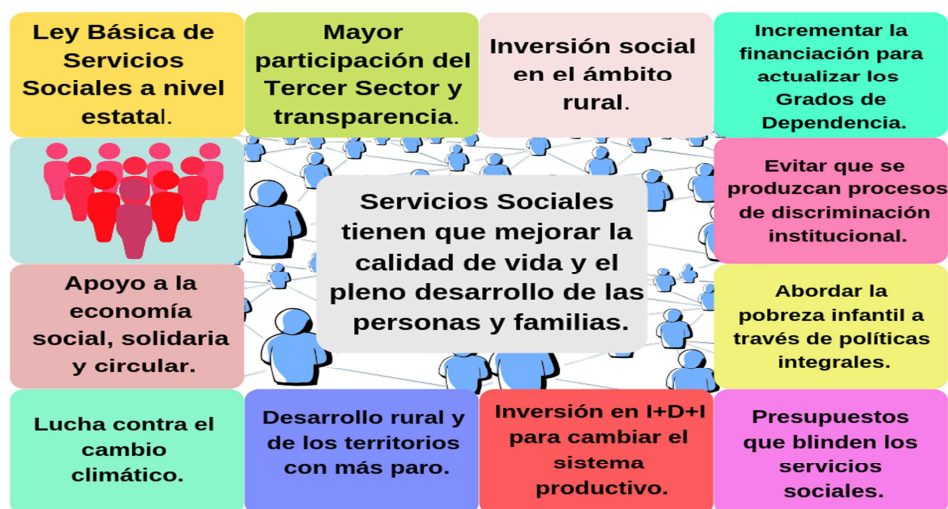 Ley Básica de
Servicios
Sociales a nivel
estatal.
Mayor
participación del
Tercer Sector y
transparencia.
Inversión social
en el ámbito
rural.
Incrementar la
financiación para
actualizar los
Grados de
Dependencia.
Evitar que se
produzcan procesos
de discriminación
institucional.
Servicios Sociales
tienen que mejorar la
calidad de vida y el
pleno desarrollo de las
personas y familias.
Apoyo a la
economía
social, solidaria
y circular.
Abordar la
pobreza infantil a
través de políticas
integrales.
Lucha contra el
cambio
climático.
Desarrollo rural y
de los territorios
con más paro.
Inversión en I+D+I
para cambiar el
sistema
productivo.
Presupuestos
que blinden los
servicios
sociales.